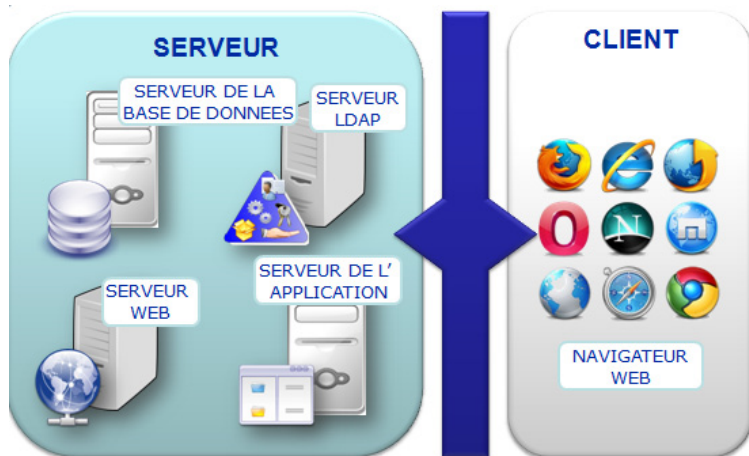 SERVEUR
SERVEUR DE LA
BASE DE DONNEES
SERVEUR
LDAP
SERVEUR
WEB
SERVEUR DE L'
APPLICATION
CLIENT
NAVIGATEUR
WEB